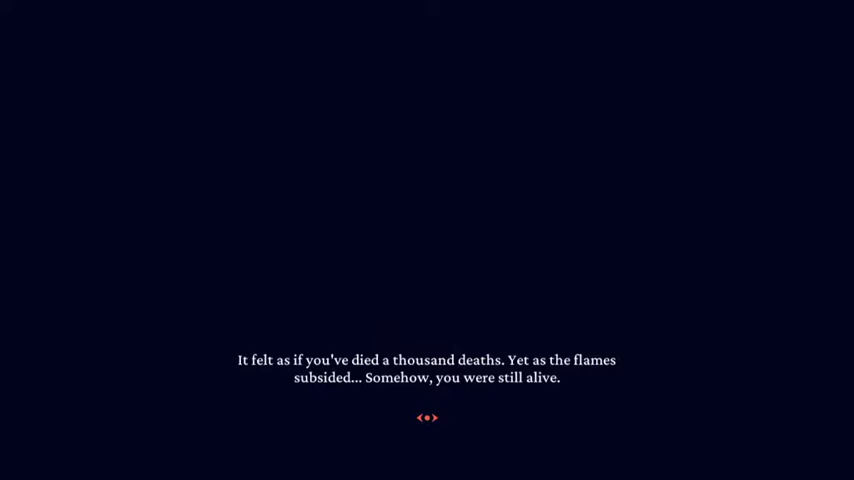 It felt as if you've died a thousand deaths. Yet as the flames
subsided... Somehow, you were still alive.